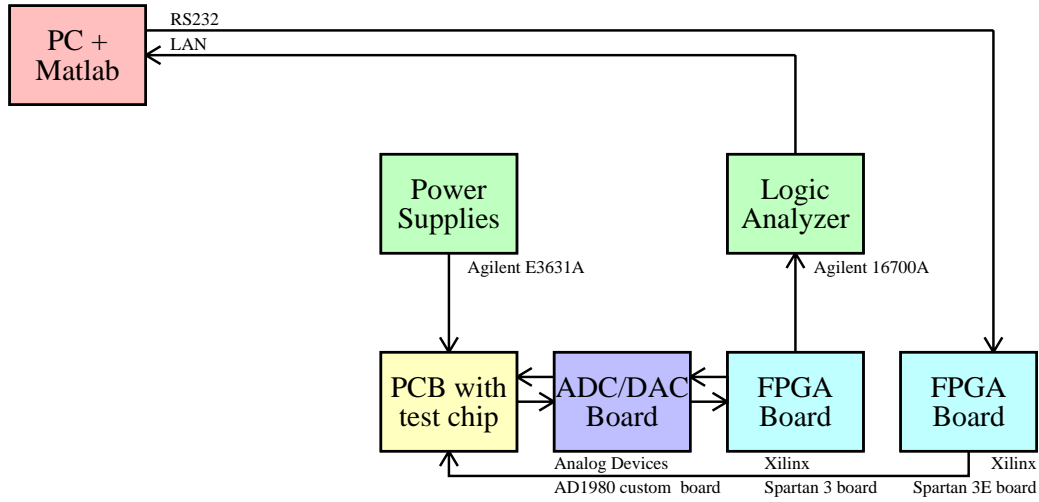 RS232
PC +
Matlab
LAN
Power
Supplies
Logic
Analyzer
Agilent E3631A
Agilent 16700A
PCB with
test chip
ADC/DAC
Board
FPGA
Board
FPGA
Board
Analog Devices
AD1980 custom board
Xilinx
Spartan 3 board
Xilinx
Spartan 3E board